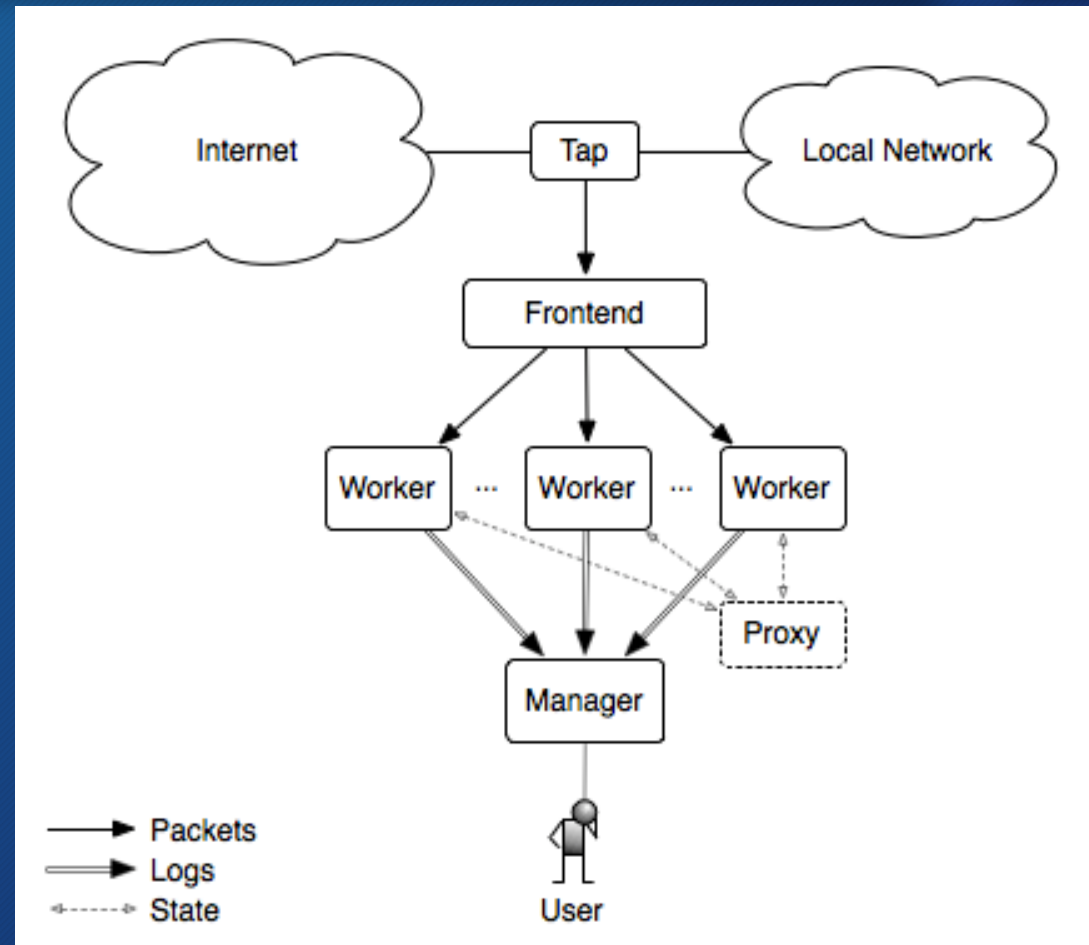 Internet
Tap
Local Network
Frontend
Worker ... Worker ... Worker
Proxy
Manager
Packets
Logs
State
User